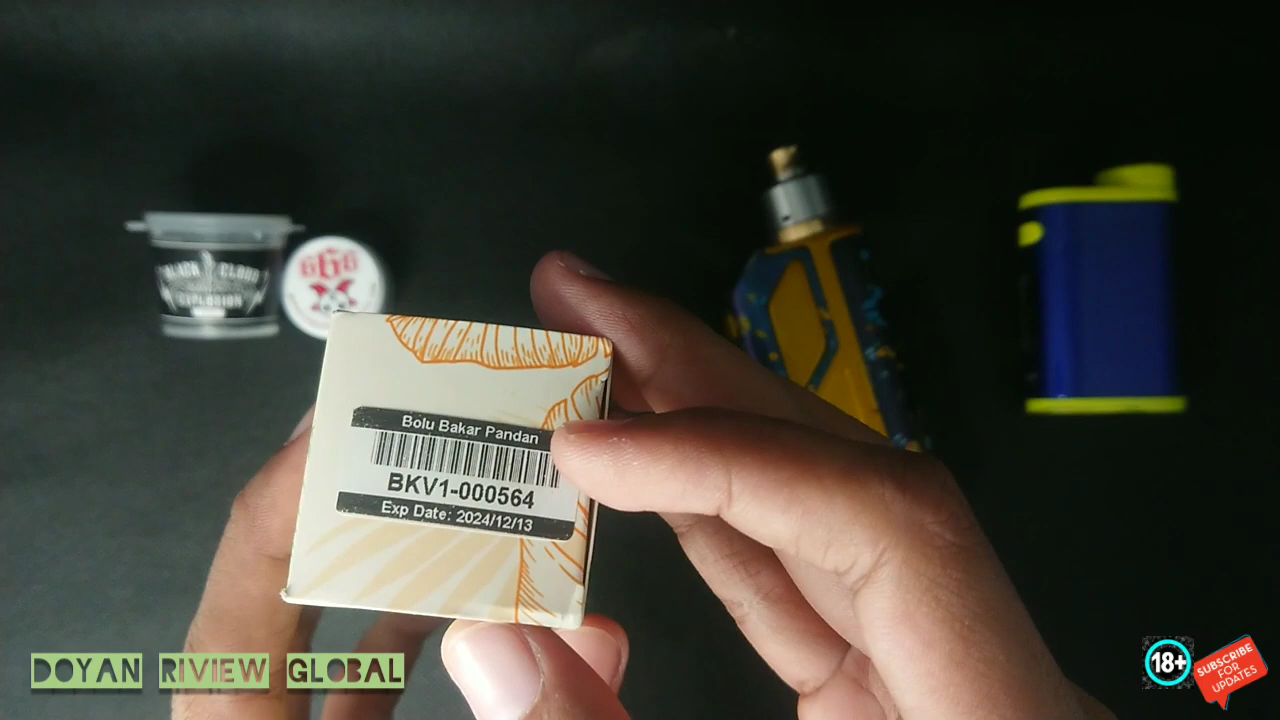 BLACK CLOUD
EXPLOSION
666
Bolu Bakar Pandan
BKV1-000564
Exp Date: 2024/12/13
DOYAN RIVIEW GLOBAL
18+
SUBSCRIBE
FOR
UPDATES